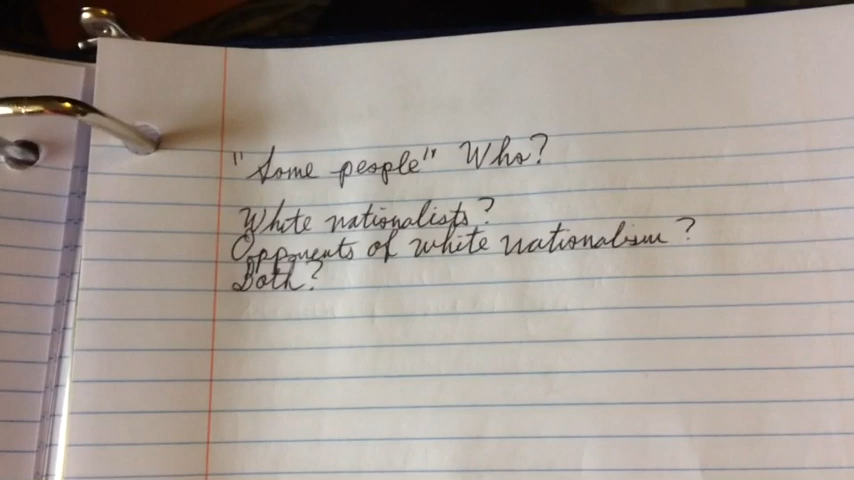 "Some people" Who?
White nationalists?
Opponents of white nationalism?
Both?